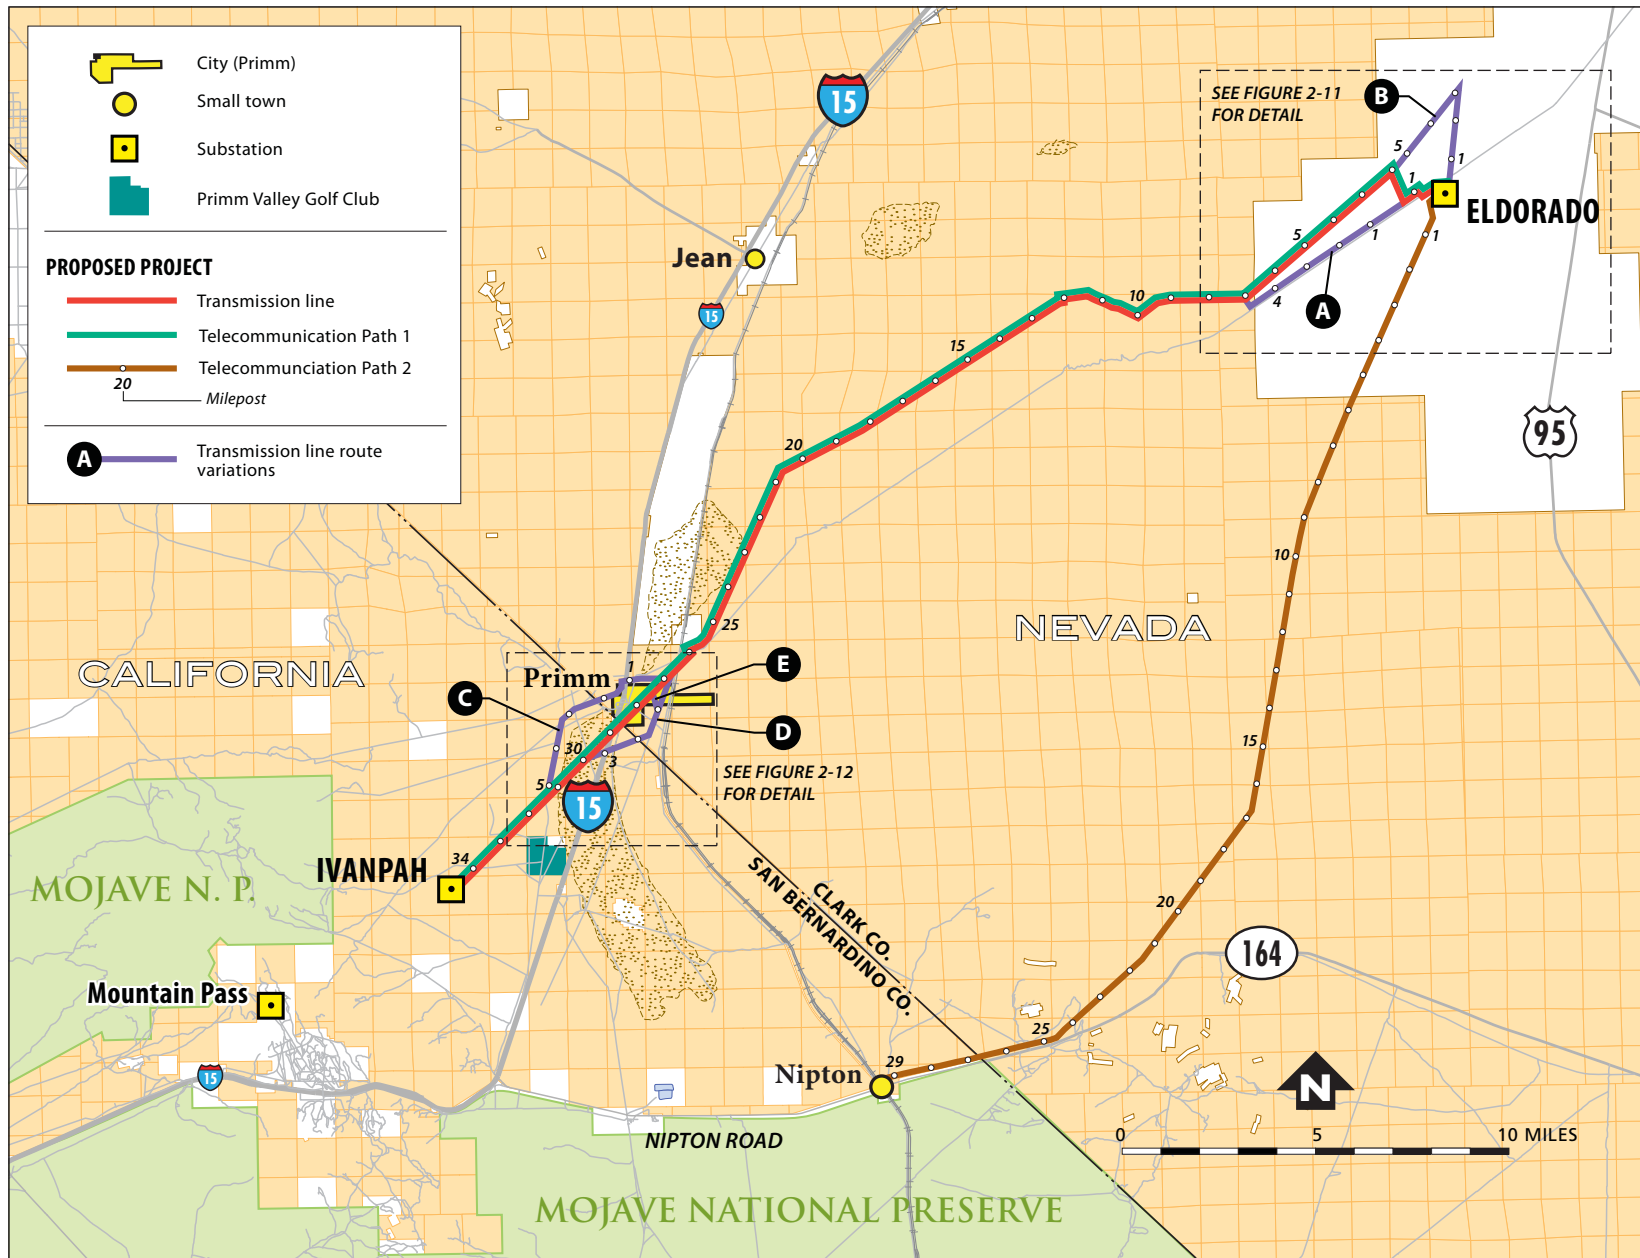 City (Primm)
Small town
Substation
Primm Valley Golf Club
PROPOSED PROJECT
Transmission line
Telecommunication Path 1
Telecommunciation Path 2
20
Milepost
A
Transmission line route
variations
15
SEE FIGURE 2-11
FOR DETAIL
B
5
1
1
ELDORADO
5
1
1
4
A
Jean
15
10
15
95
20
10
25
NEVADA
CALIFORNIA
Primm
1
E
C
D
30
3
5
15
SEE FIGURE 2-12
FOR DETAIL
15
34
IVANPAH
MOJAVE N. P.
CLARK CO.
SAN BERNARDINO CO.
20
164
Mountain Pass
25
15
29
Nipton
N
NIPTON ROAD
0
5
10 MILES
MOJAVE NATIONAL PRESERVE